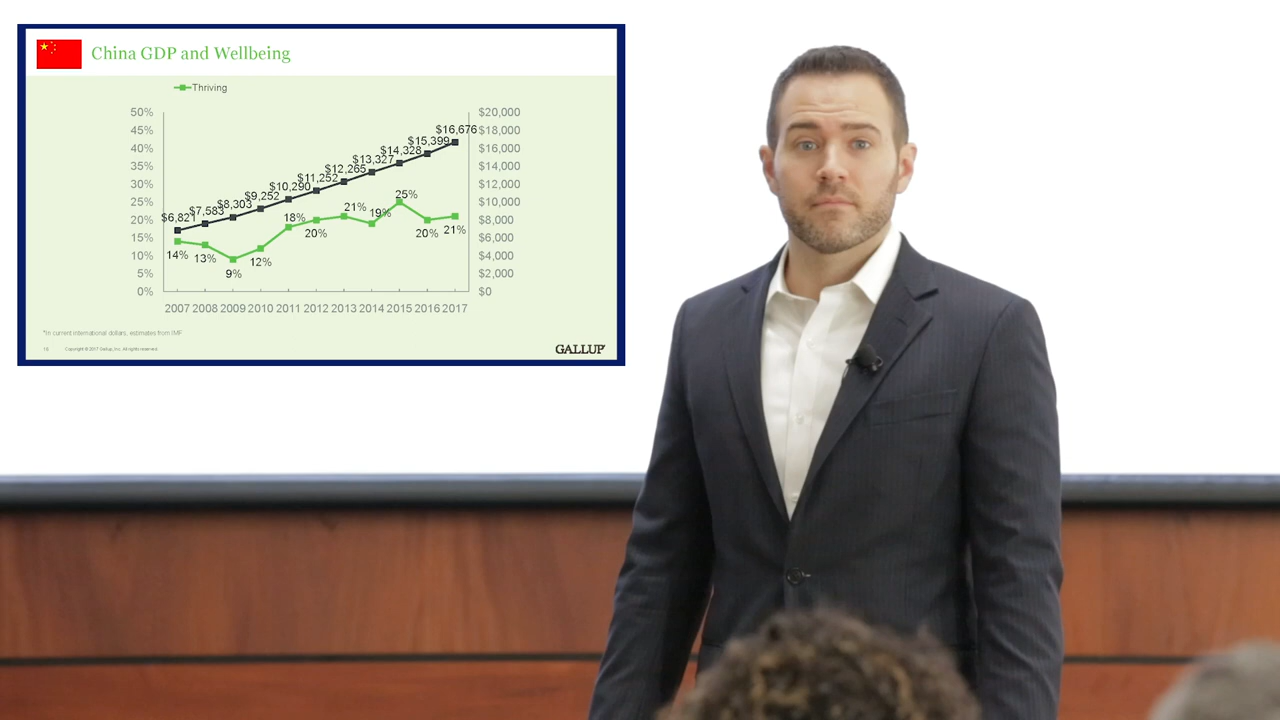 China GDP and Wellbeing
Thriving
50% $20,000
45% $16,676 $18,000
40% $15,399 $16,000
35% $14,328 $14,000
$13,327
30% $12,265 $12,000
$11,252
25% $10,290 25% $10,000
$9,252
20% $6,821 $7,583 $8,303 18% 21% 19% $8,000
15% 20% 20% 21% $6,000
10% 14% 13% 12% $4,000
5% 9% $2,000
0% $0
2007 2008 2009 2010 2011 2012 2013 2014 2015 2016 2017
*In current international dollars, estimates from IMF
16 Copyright © 2017 Gallup, Inc. All rights reserved.
GALLUP